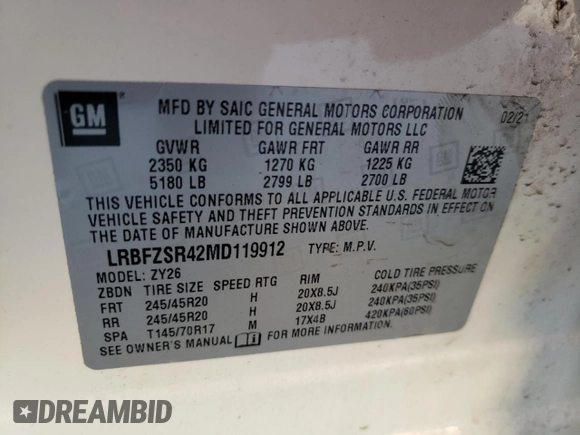 GM
MFD BY SAIC GENERAL MOTORS CORPORATION 02/21
LIMITED FOR GENERAL MOTORS LLC
GVWR GAWR FRT GAWR RR
2350 KG 1270 KG 1225 KG
5180 LB 2799 LB 2700 LB
THIS VEHICLE CONFORMS TO ALL APPLICABLE U.S. FEDERAL MOTOR
VEHICLE SAFETY AND THEFT PREVENTION STANDARDS IN EFFECT ON
THE DATE OF MANUFACTURE SHOWN ABOVE.
LRBFZSR42MD119912 TYPE: M.P.V.
MODEL: ZY26
ZBDN TIRE SIZE SPEED RTG RIM COLD TIRE PRESSURE
FRT 245/45R20 H 20X8.5J 240KPA(35PSI)
RR 245/45R20 H 20X8.5J 240KPA(35PSI)
SPA T145/70R17 M 17X4B 420KPA(60PSI)
SEE OWNER'S MANUAL FOR MORE INFORMATION.
DREAMBID